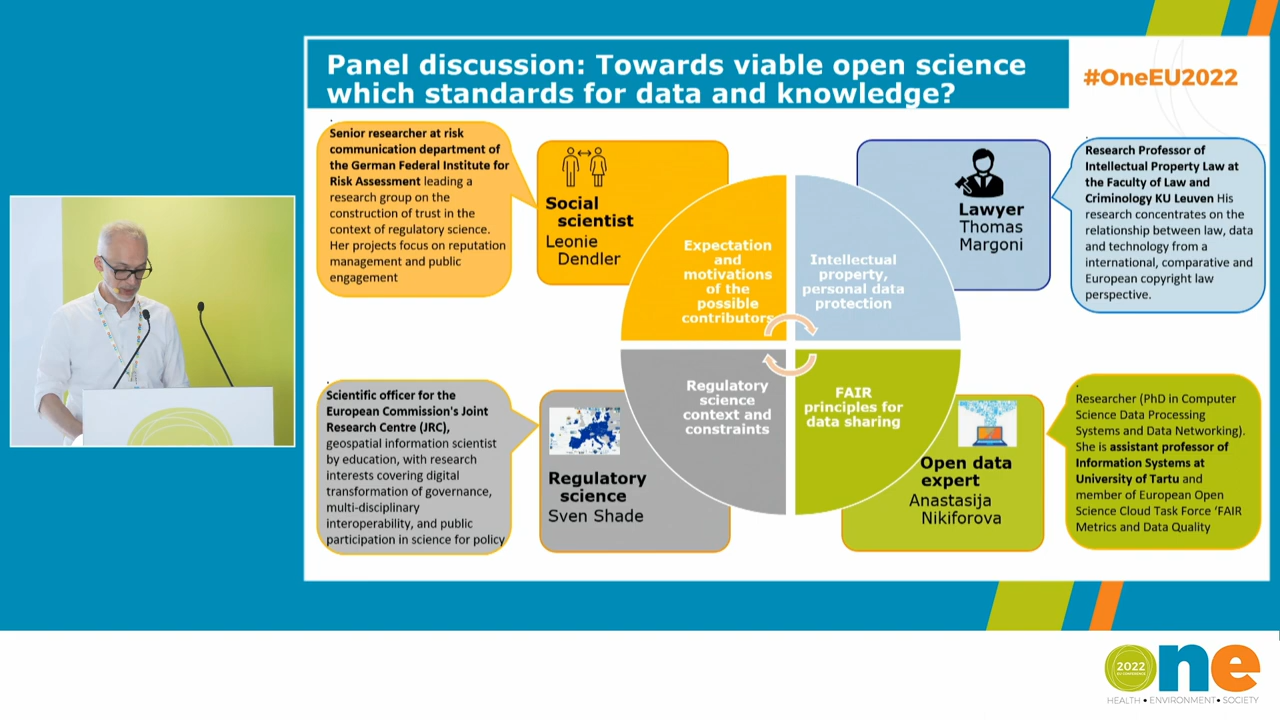 Panel discussion: Towards viable open science
which standards for data and knowledge?
#OneEU2022
Senior researcher at risk
communication department of
the German Federal Institute for
Risk Assessment leading a
research group on the
construction of trust in the
context of regulatory science.
Her projects focus on reputation
management and public
engagement
Social
scientist
Leonie
Dendler
Expectation
and
motivations
of the
possible
contributors
Intellectual
property,
personal data
protection
Lawyer
Thomas
Margoni
Research Professor of
Intellectual Property Law at
the Faculty of Law and
Criminology KU Leuven His
research concentrates on the
relationship between law, data
and technology from a
international, comparative and
European copyright law
perspective.
Scientific officer for the
European Commission's Joint
Research Centre (JRC),
geospatial information scientist
by education, with research
interests covering digital
transformation of governance,
multi-disciplinary
interoperability, and public
participation in science for policy
Regulatory
science
Sven Shade
Regulatory
science
context and
constraints
FAIR
principles for
data sharing
Open data
expert
Anastasija
Nikiforova
Researcher (PhD in Computer
Science Data Processing
Systems and Data Networking).
She is assistant professor of
Information Systems at
University of Tartu and
member of European Open
Science Cloud Task Force ‘FAIR
Metrics and Data Quality
2022
EU CONFERENCE
one
HEALTH • ENVIRONMENT • SOCIETY